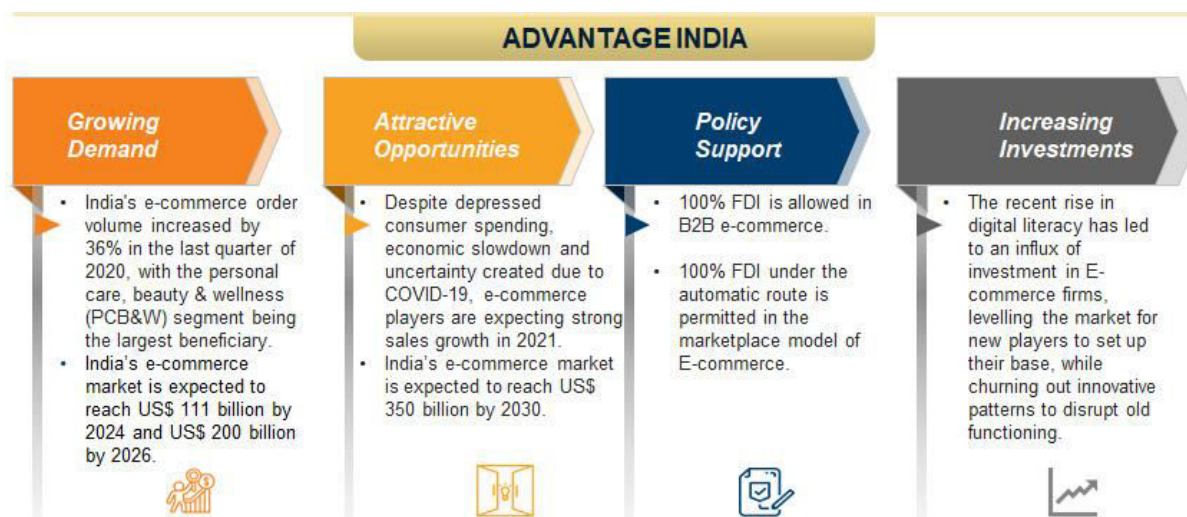 ADVANTAGE INDIA
Growing
Demand
• India's e-commerce order
volume increased by
36% in the last quarter of
2020, with the personal
care, beauty & wellness
(PCB&W) segment being
the largest beneficiary.
• India's e-commerce
market is expected to
reach US$ 111 billion by
2024 and US$ 200 billion
by 2026.
Attractive
Opportunities
• Despite depressed
consumer spending,
economic slowdown and
uncertainty created due to
COVID-19, e-commerce
players are expecting strong
sales growth in 2021.
• India's e-commerce market
is expected to reach US$
350 billion by 2030.
Policy
Support
• 100% FDI is allowed in
B2B e-commerce.
• 100% FDI under the
automatic route is
permitted in the
marketplace model of
E-commerce.
Increasing
Investments
• The recent rise in
digital literacy has led
to an influx of
investment in E-
commerce firms,
levelling the market for
new players to set up
their base, while
churning out innovative
patterns to disrupt old
functioning.